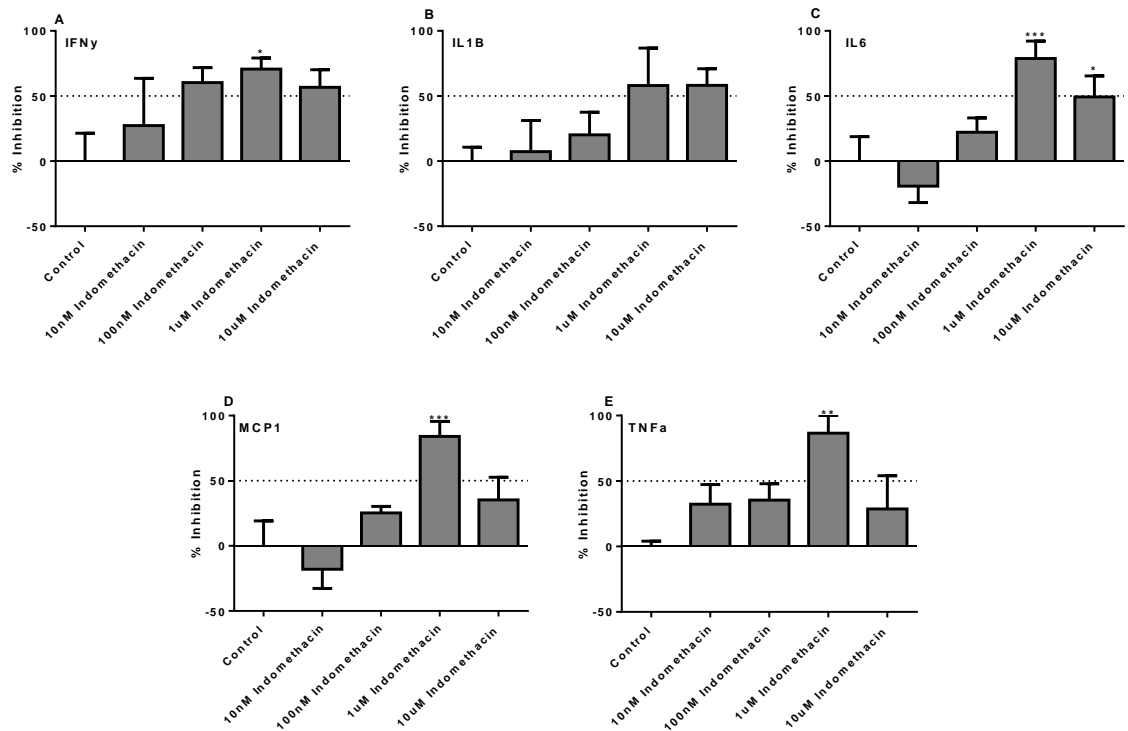 A
IFNy
*
100
50
0
-50
% Inhibition
Control
10nM Indomethacin
100nM Indomethacin
1uM Indomethacin
10uM Indomethacin
B
IL1B
100
50
0
-50
% Inhibition
Control
10nM Indomethacin
100nM Indomethacin
1uM Indomethacin
10uM Indomethacin
C
IL6
***
*
100
50
0
-50
% Inhibition
Control
10nM Indomethacin
100nM Indomethacin
1uM Indomethacin
10uM Indomethacin
D
MCP1
***
100
50
0
-50
% Inhibition
Control
10nM Indomethacin
100nM Indomethacin
1uM Indomethacin
10uM Indomethacin
E
TNFa
**
100
50
0
-50
% Inhibition
Control
10nM Indomethacin
100nM Indomethacin
1uM Indomethacin
10uM Indomethacin